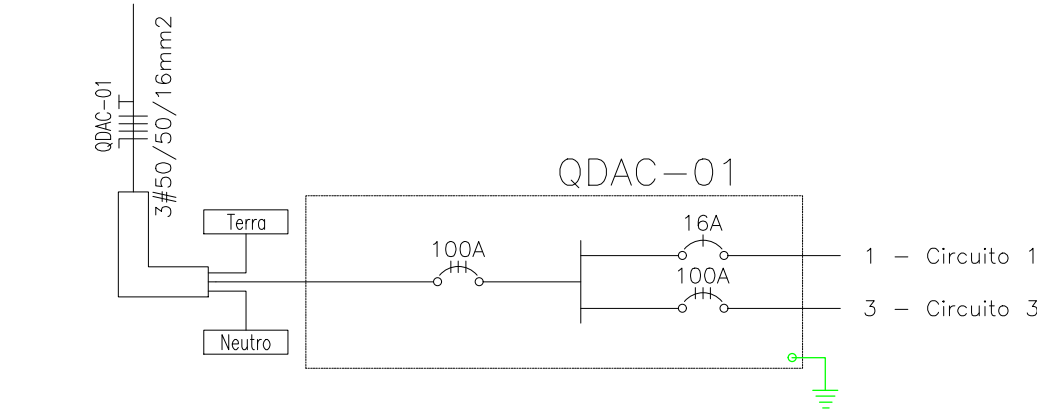 QDAC-01
3#50/50/16mm2
QDAC-01
Terra
16A
100A
1 - Circuito 1
100A
3 - Circuito 3
Neutro